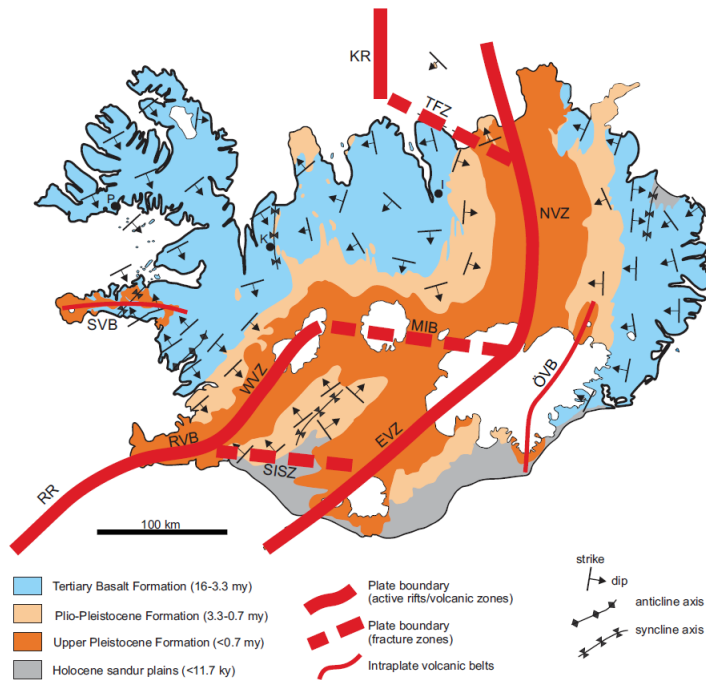 KR
TFZ
P
I
K
NVZ
SVB
MIB
WVZ
ÖVB
RVB
EVZ
SISZ
RR
100 km
Tertiary Basalt Formation (16-3.3 my)
Plio-Pleistocene Formation (3.3-0.7 my)
Upper Pleistocene Formation (<0.7 my)
Holocene sandur plains (<11.7 ky)
Plate boundary
(active rifts/volcanic zones)
Plate boundary
(fracture zones)
Intraplate volcanic belts
strike
dip
anticline axis
syncline axis